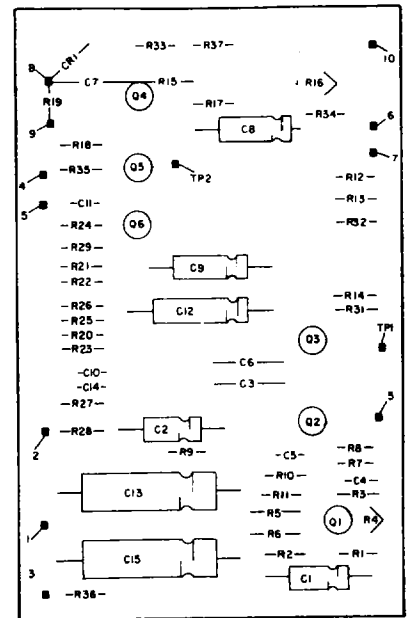 -R33- -R37-
8 CR1 10
C7 R15- R16
R19 Q4
-R17-
-R34-
9 C8 6
-R18- 7
4 -R35- Q5 TP2 -R12-
5 -C11- -R13-
-R24- Q6 -R32-
-R29-
-R21- C9
-R22-
-R14-
-R26- C12 -R31-
-R25-
-R20- Q3 TP1
-R23-
-C10- C6
-C14- C3
-R27- 5
2 -R28- C2 Q2
-R9- -C5- -R8-
-R7-
C13 -R10- -C4-
-R11- -R3-
1 -R5- Q1 R4
-R6-
3 C15 -R2- -R1-
C1
-R36-